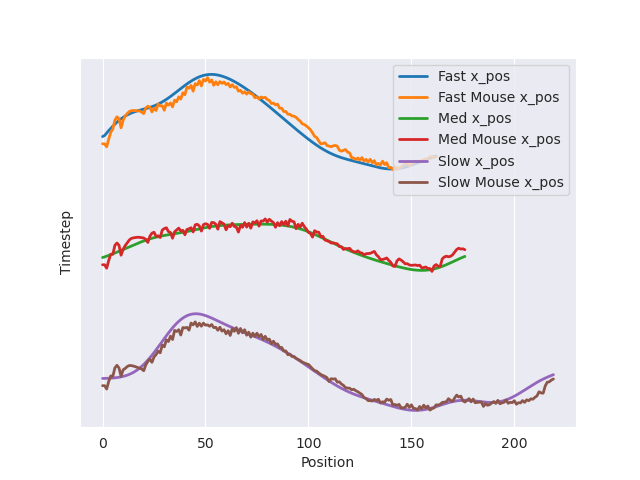 Fast x_pos
Fast Mouse x_pos
Med x_pos
Med Mouse x_pos
Slow x_pos
Slow Mouse x_pos
Timestep
0 50 100 150 200
Position